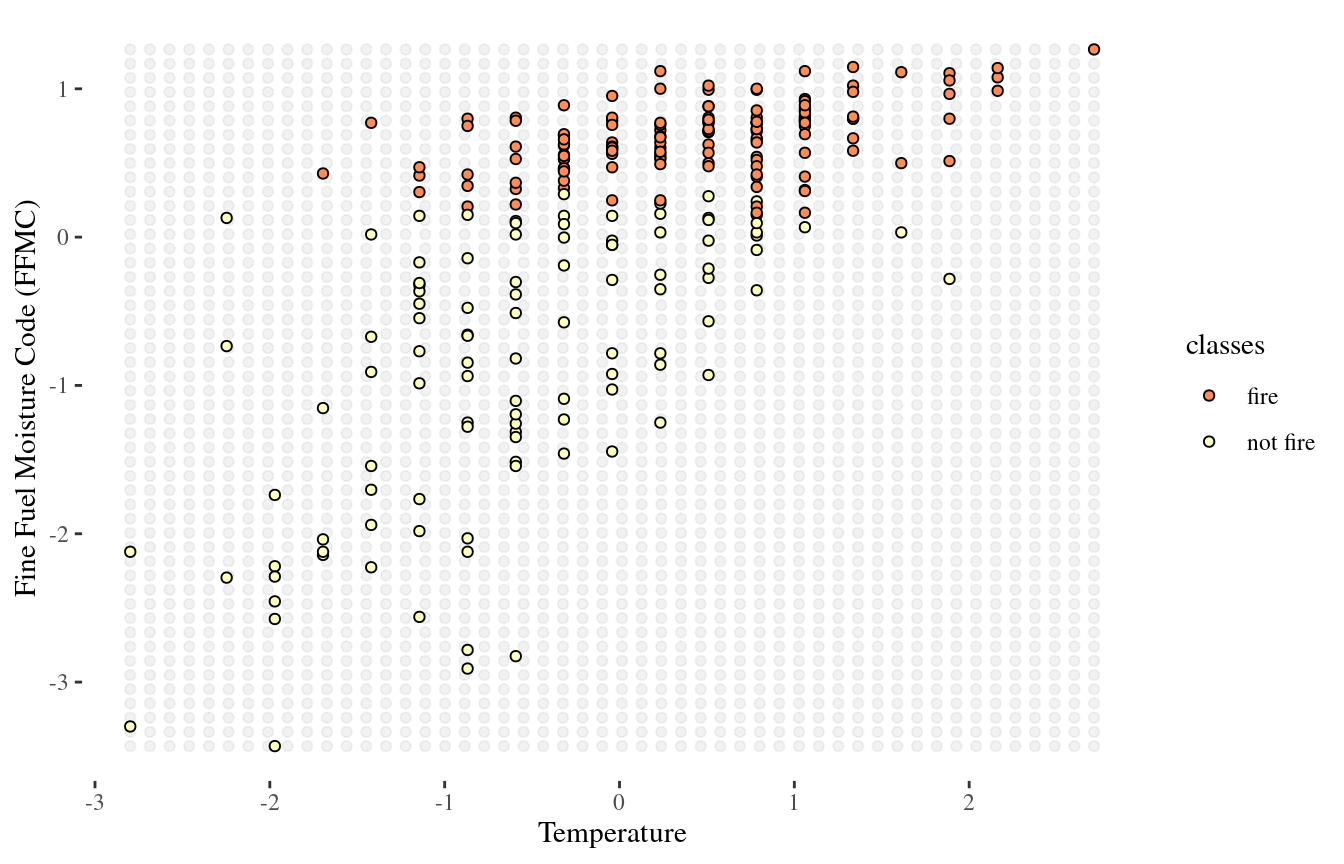 Fine Fuel Moisture Code (FFMC)
1
0
-1
-2
-3
-3 -2 -1 0 1 2
Temperature
classes
fire
not fire